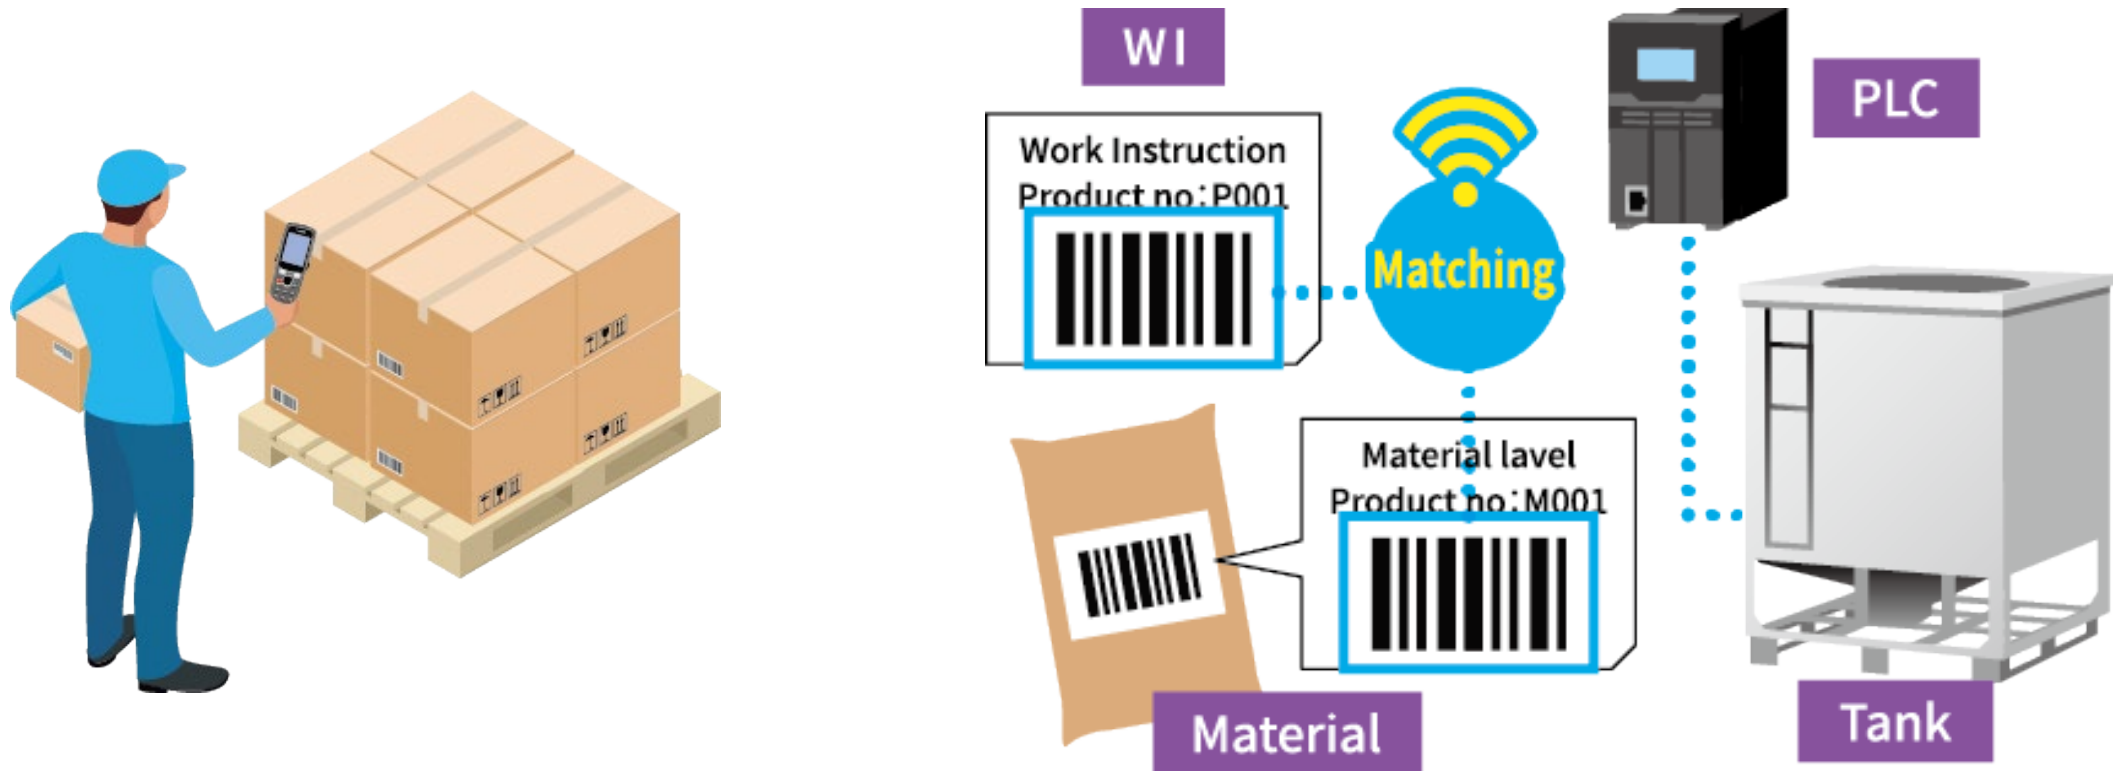 WI
PLC
Work Instruction
Product no:P001
Matching
Material lavel
Product no:M001
Material
Tank